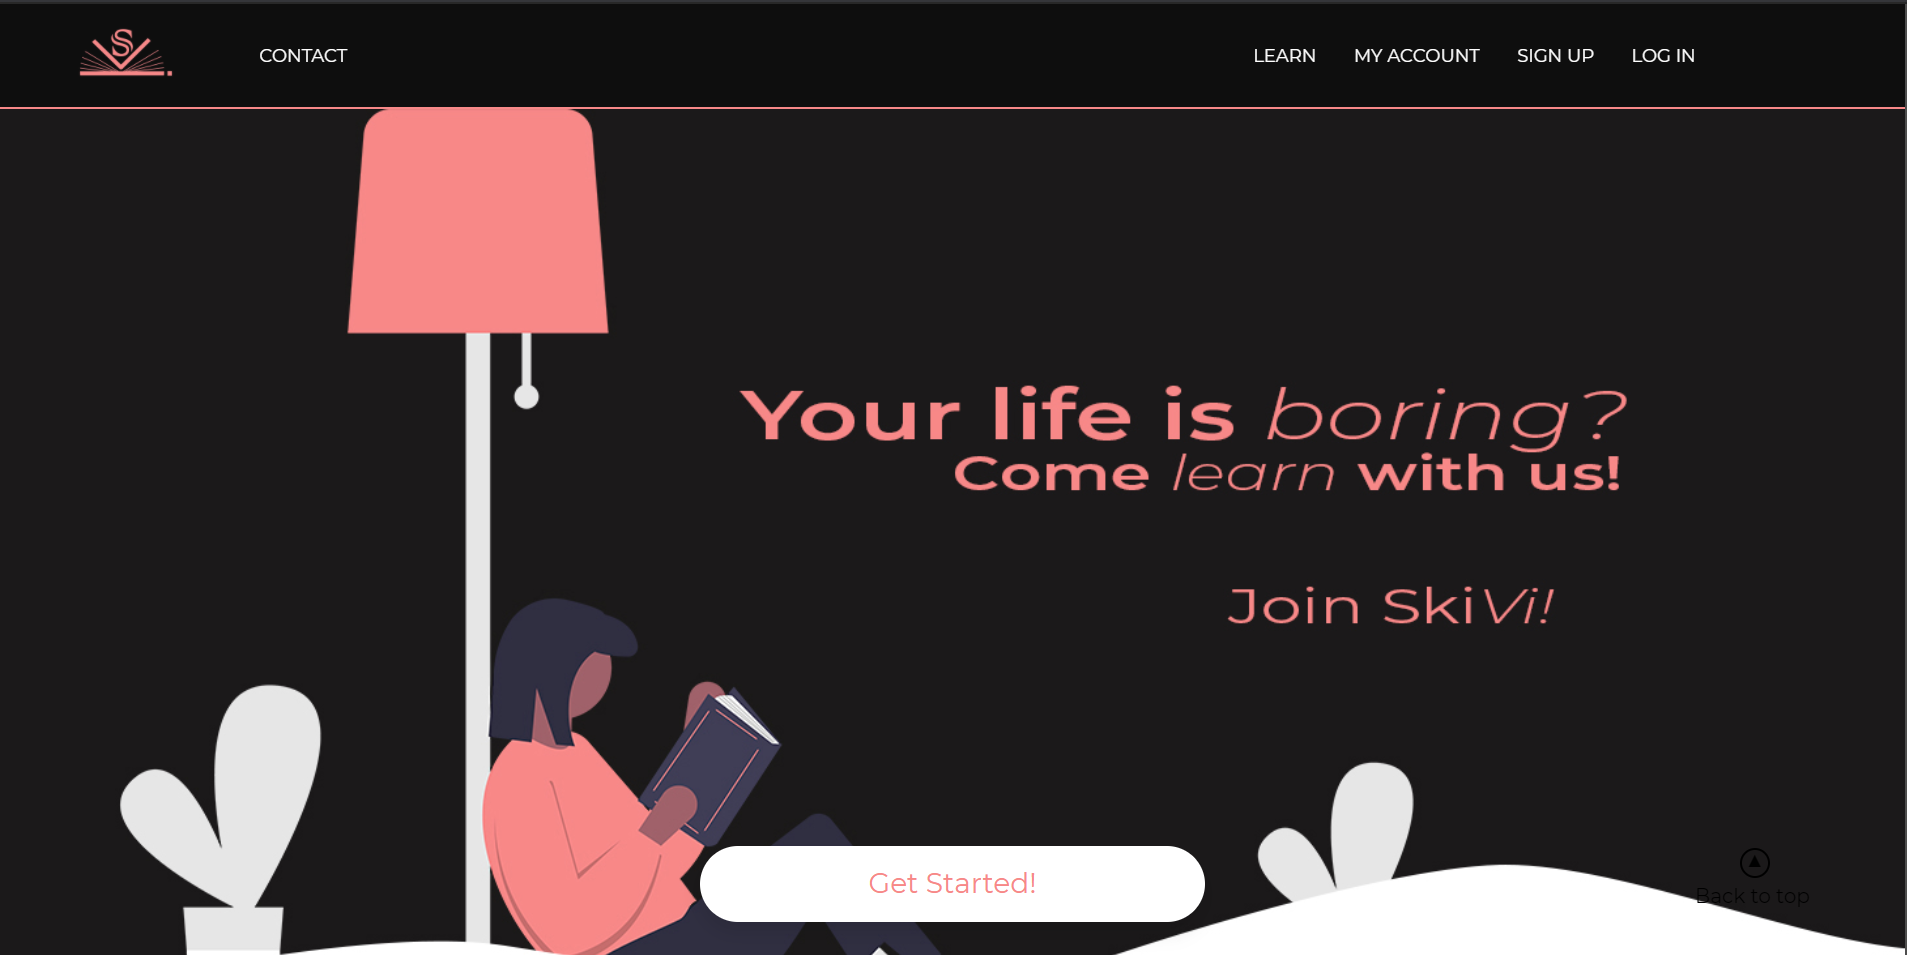 S
CONTACT
LEARN
MY ACCOUNT
SIGN UP
LOG IN
Your life is boring?
Come learn with us!
Join SkiVi!
Get Started!
Back to top